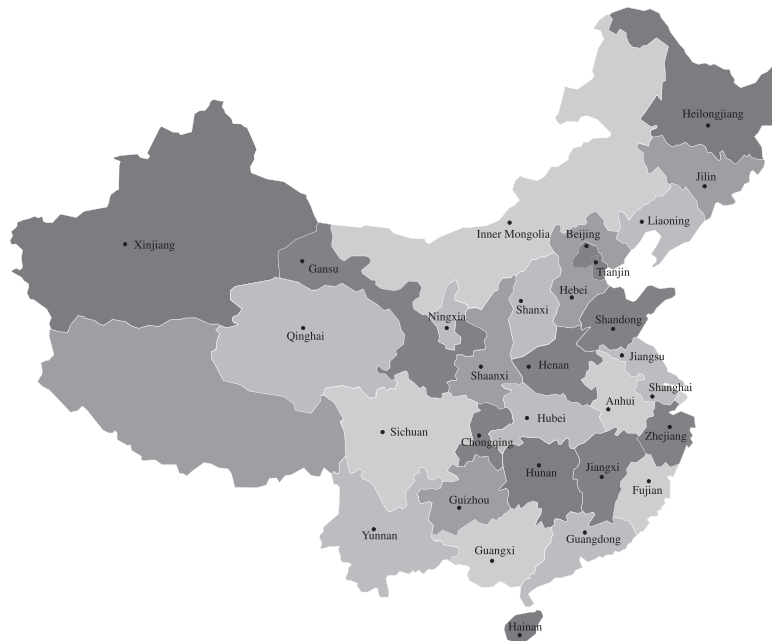 Heilongjiang
Jilin
Liaoning
Inner Mongolia
Beijing
Xinjiang
Gansu
Tianjin
Hebei
Shanxi
Ningxia
Shandong
Qinghai
Jiangsu
Shaanxi
Henan
Shanghai
Anhui
Hubei
Sichuan
Chongqing
Zhejiang
Hunan
Jiangxi
Fujian
Guizhou
Yunnan
Guangdong
Guangxi
Hainan